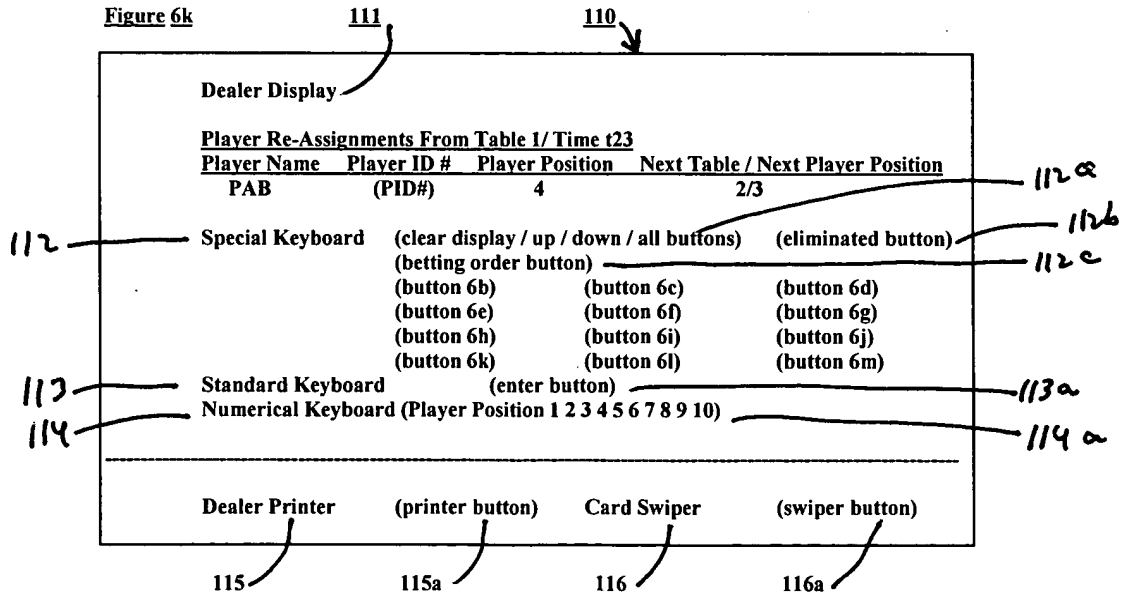 Figure 6k 111 110
Dealer Display
Player Re-Assignments From Table 1/ Time t23
Player Name Player ID # Player Position Next Table / Next Player Position
PAB (PID#) 4 2/3
112a
112 Special Keyboard (clear display / up / down / all buttons) (eliminated button) 112b
(betting order button) 112c
(button 6b) (button 6c) (button 6d)
(button 6e) (button 6f) (button 6g)
(button 6h) (button 6i) (button 6j)
(button 6k) (button 6l) (button 6m)
113 Standard Keyboard (enter button) 113a
114 Numerical Keyboard (Player Position 1 2 3 4 5 6 7 8 9 10) 114a
Dealer Printer (printer button) Card Swiper (swiper button)
115 115a 116 116a